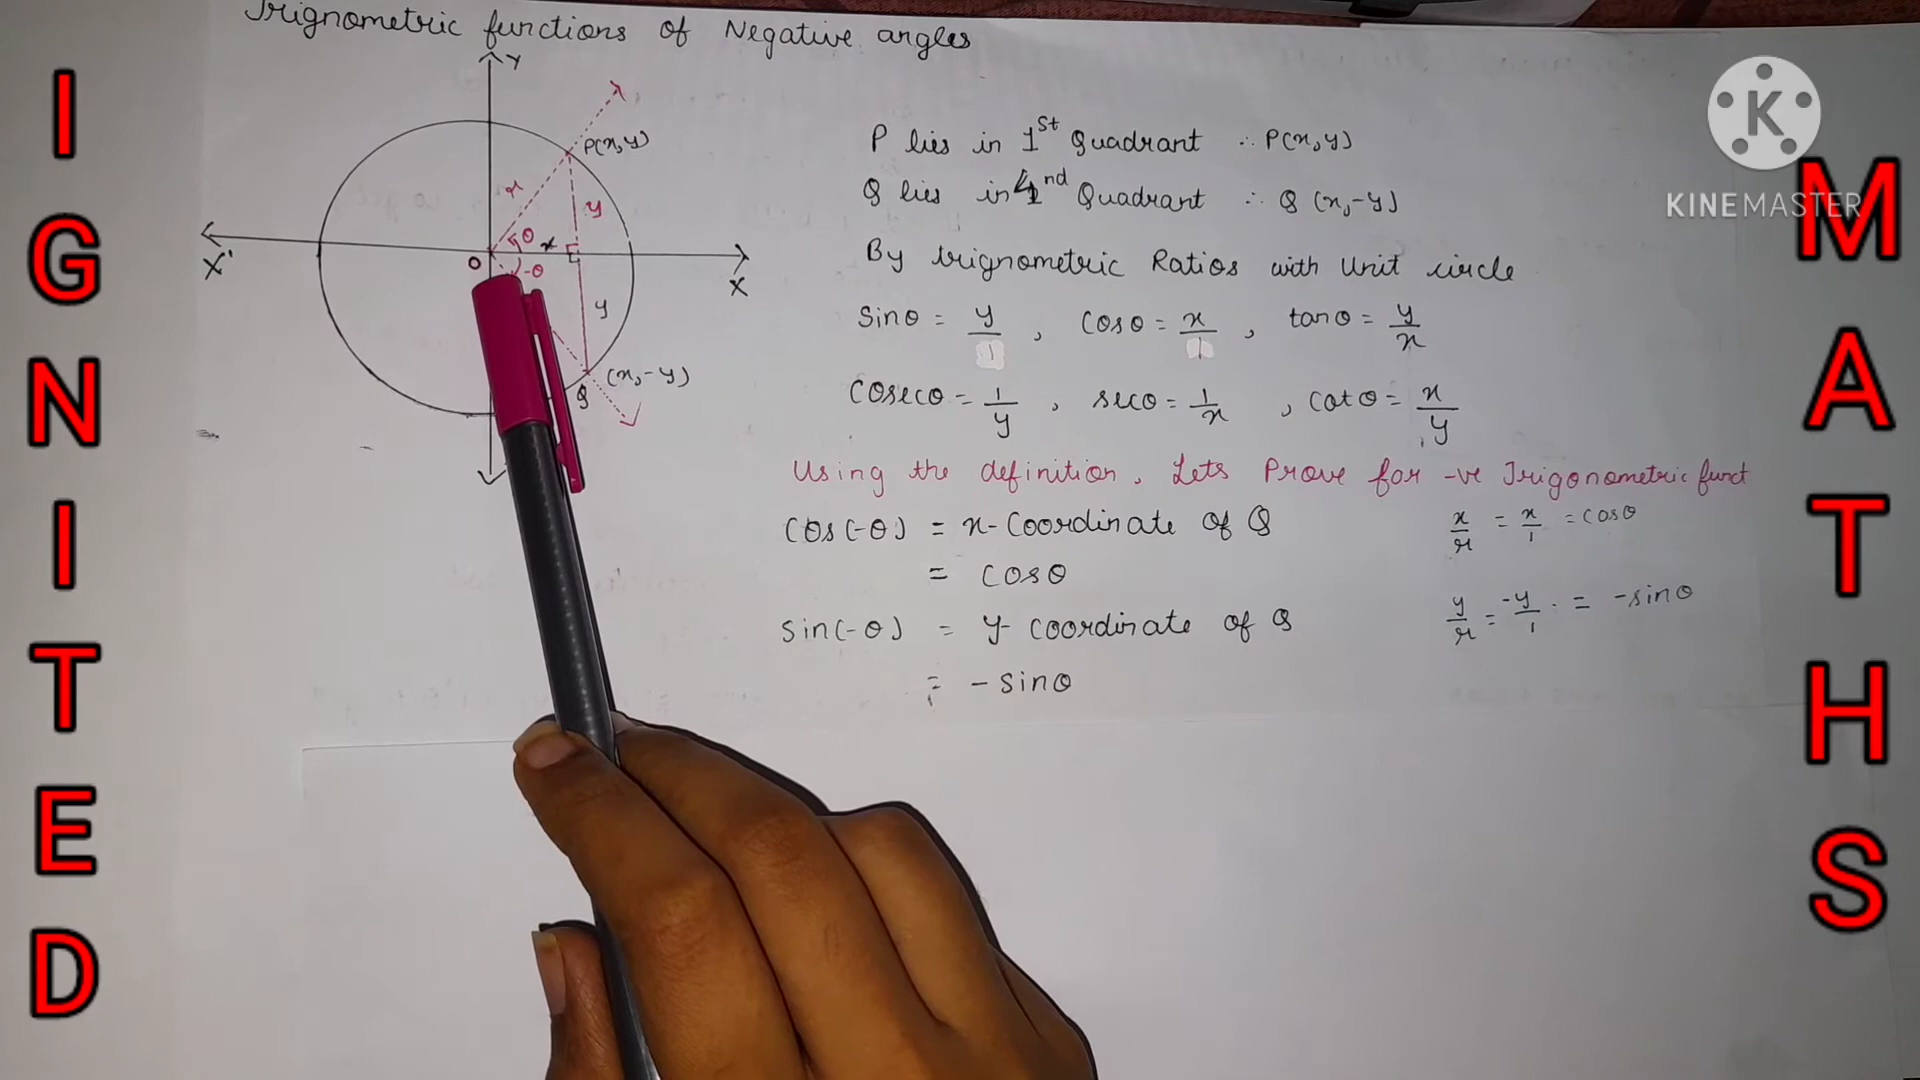 Trignometric functions of Negative angles
Y
P(x,y)
r
y
θ
x
O
-θ
X'
X
y
(x,-y)
Q
P lies in 1st Quadrant ∴ P(x,y)
Q lies in 4nd Quadrant ∴ Q (x,-y)
By trignometric Ratios with Unit circle
Sinθ = y/1 , Cosθ = x/1 , tanθ = y/x
Cosecθ = 1/y , secθ = 1/x , Cotθ = x/y
Using the definition, Lets Prove for -ve Trigonometric funct
Cos(-θ) = x-Coordinate of Q
= Cosθ
x/r = x/1 = cosθ
Sin(-θ) = y- coordinate of Q
= -sinθ
y/r = -y/1 = -sinθ
IGNITED
MATHS
K
KINEMASTER